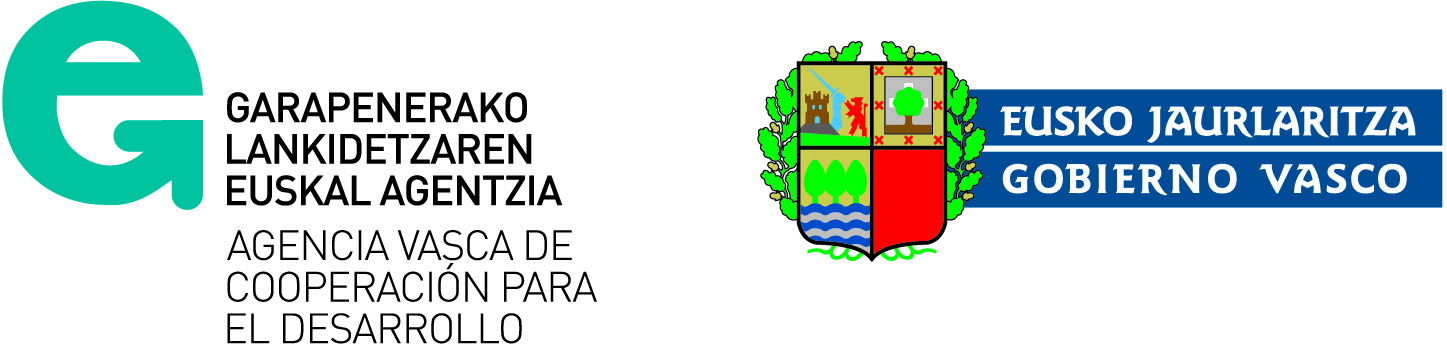 GARAPENERAKO
LANKIDETZAREN
EUSKAL AGENTZIA
AGENCIA VASCA DE
COOPERACIÓN PARA
EL DESARROLLO
EUSKO JAURLARITZA
GOBIERNO VASCO